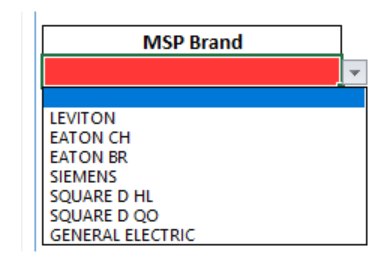 MSP Brand
LEVITON
EATON CH
EATON BR
SIEMENS
SQUARE D HL
SQUARE D QO
GENERAL ELECTRIC